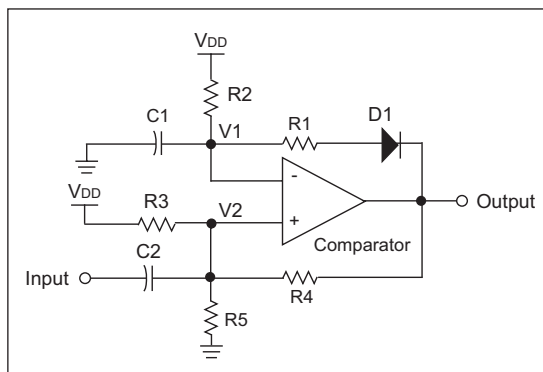 VDD
R2
C1
V1
R1
D1
-
VDD
R3
V2
+
Output
Comparator
C2
Input
R4
R5